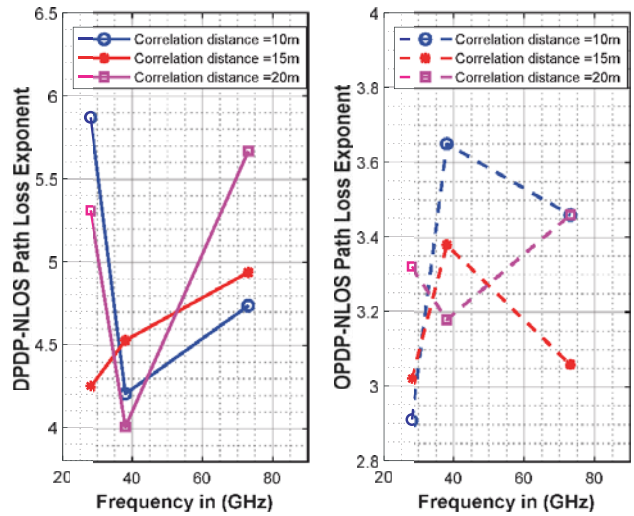 6.5
6
5.5
5
4.5
4
20
40
60
80
DPDP-NLOS Path Loss Exponent
Frequency in (GHz)
Correlation distance =10m
Correlation distance =15m
Correlation distance =20m
4
3.8
3.6
3.4
3.2
3.0
2.8
20
40
60
80
OPDP-NLOS Path Loss Exponent
Frequency in (GHz)
Correlation distance =10m
Correlation distance =15m
Correlation distance =20m